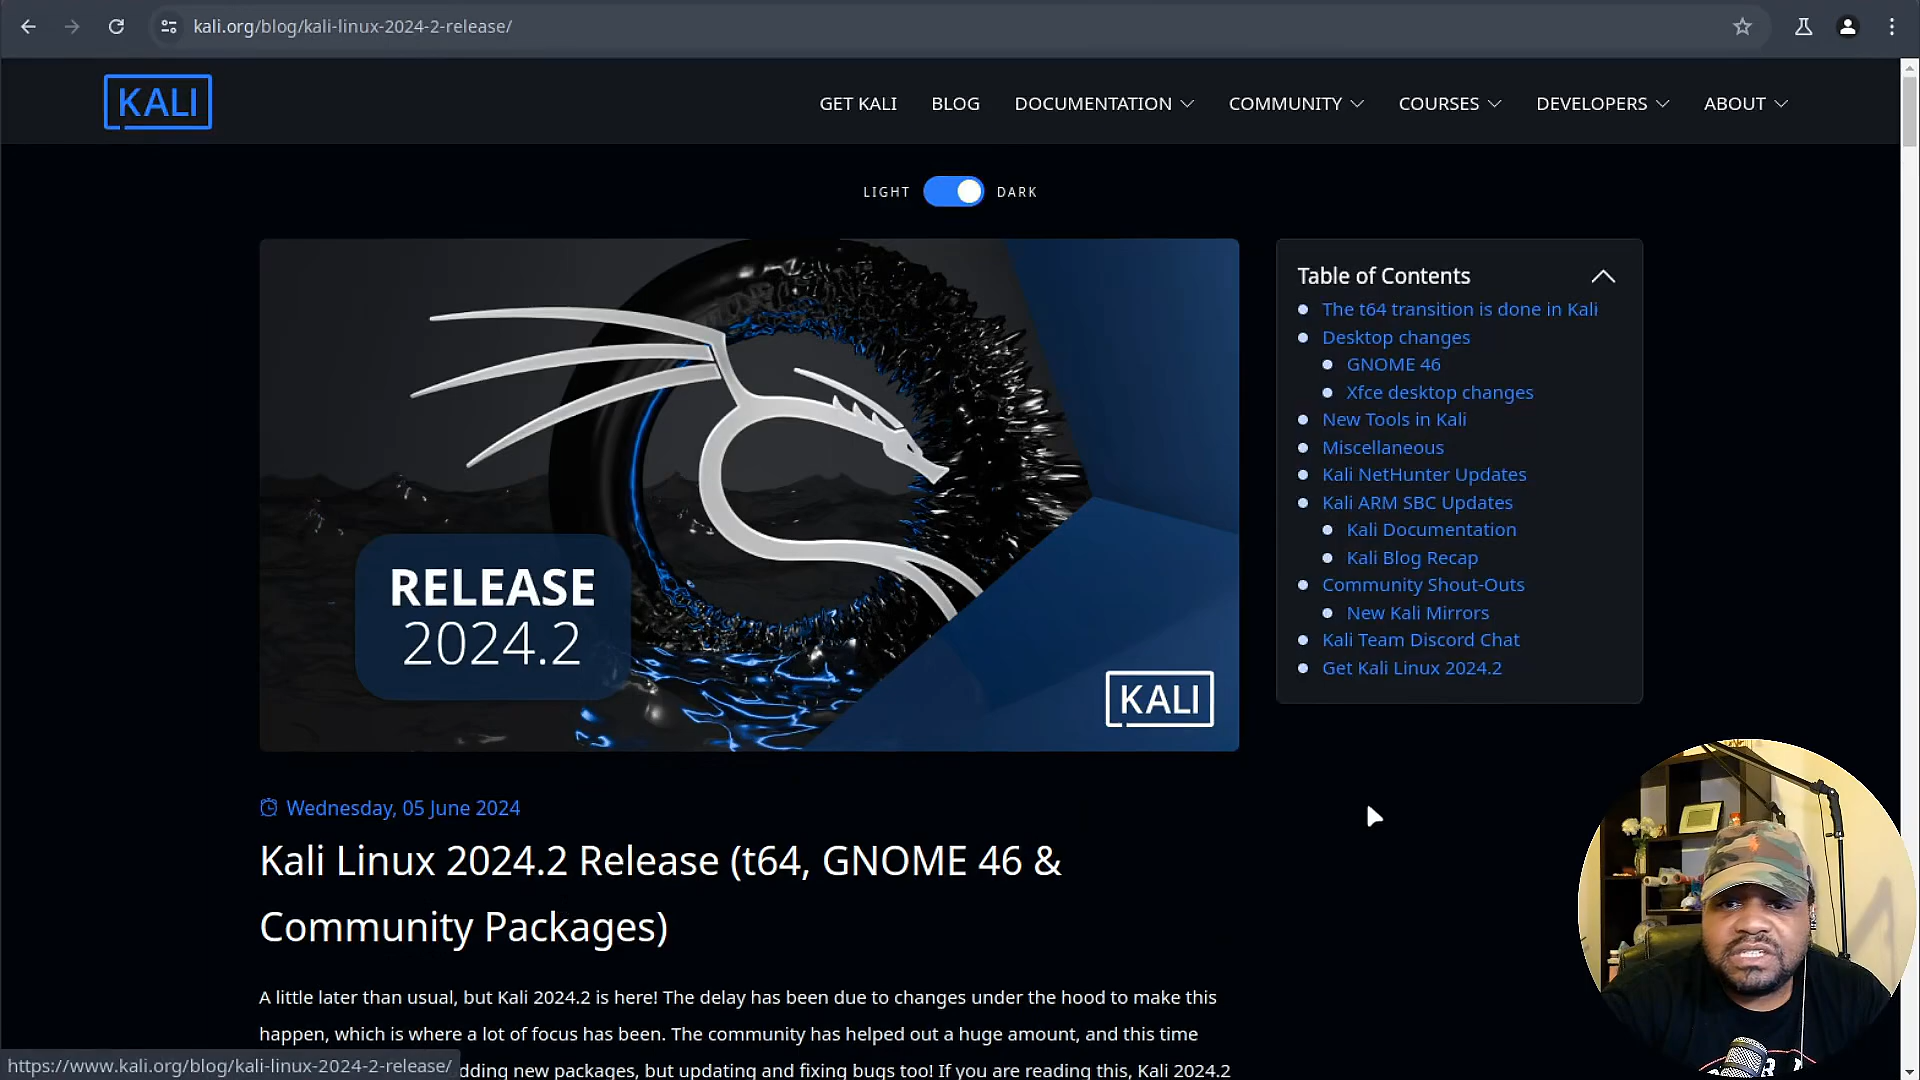 kali.org/blog/kali-linux-2024-2-release/
KALI
GET KALI
BLOG
DOCUMENTATION
COMMUNITY
COURSES
DEVELOPERS
ABOUT
LIGHT
DARK
RELEASE
2024.2
KALI
Table of Contents
The t64 transition is done in Kali
Desktop changes
GNOME 46
Xfce desktop changes
New Tools in Kali
Miscellaneous
Kali NetHunter Updates
Kali ARM SBC Updates
Kali Documentation
Kali Blog Recap
Community Shout-Outs
New Kali Mirrors
Kali Team Discord Chat
Get Kali Linux 2024.2
Wednesday, 05 June 2024
Kali Linux 2024.2 Release (t64, GNOME 46 &
Community Packages)
A little later than usual, but Kali 2024.2 is here! The delay has been due to changes under the hood to make this
happen, which is where a lot of focus has been. The community has helped out a huge amount, and this time
dding new packages, but updating and fixing bugs too! If you are reading this, Kali 2024.2
https://www.kali.org/blog/kali-linux-2024-2-release/